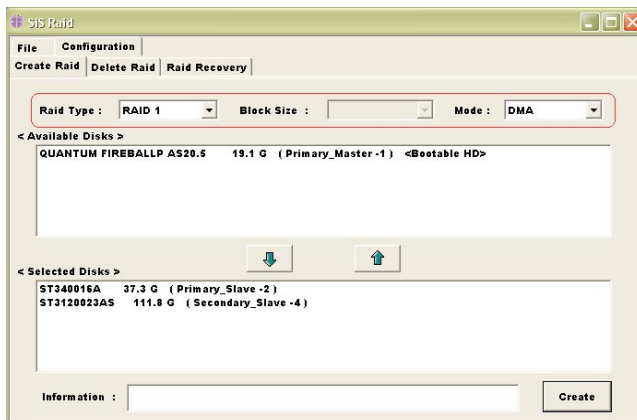 SiS Raid
File Configuration
Create Raid Delete Raid Raid Recovery
Raid Type : RAID 1 Block Size : Mode : DMA
< Available Disks >
QUANTUM FIREBALLP AS20.5 19.1 G ( Primary_Master -1 ) <Bootable HD>
< Selected Disks >
ST340016A 37.3 G ( Primary_Slave -2 )
ST3120023AS 111.8 G ( Secondary_Slave -4 )
Information : Create